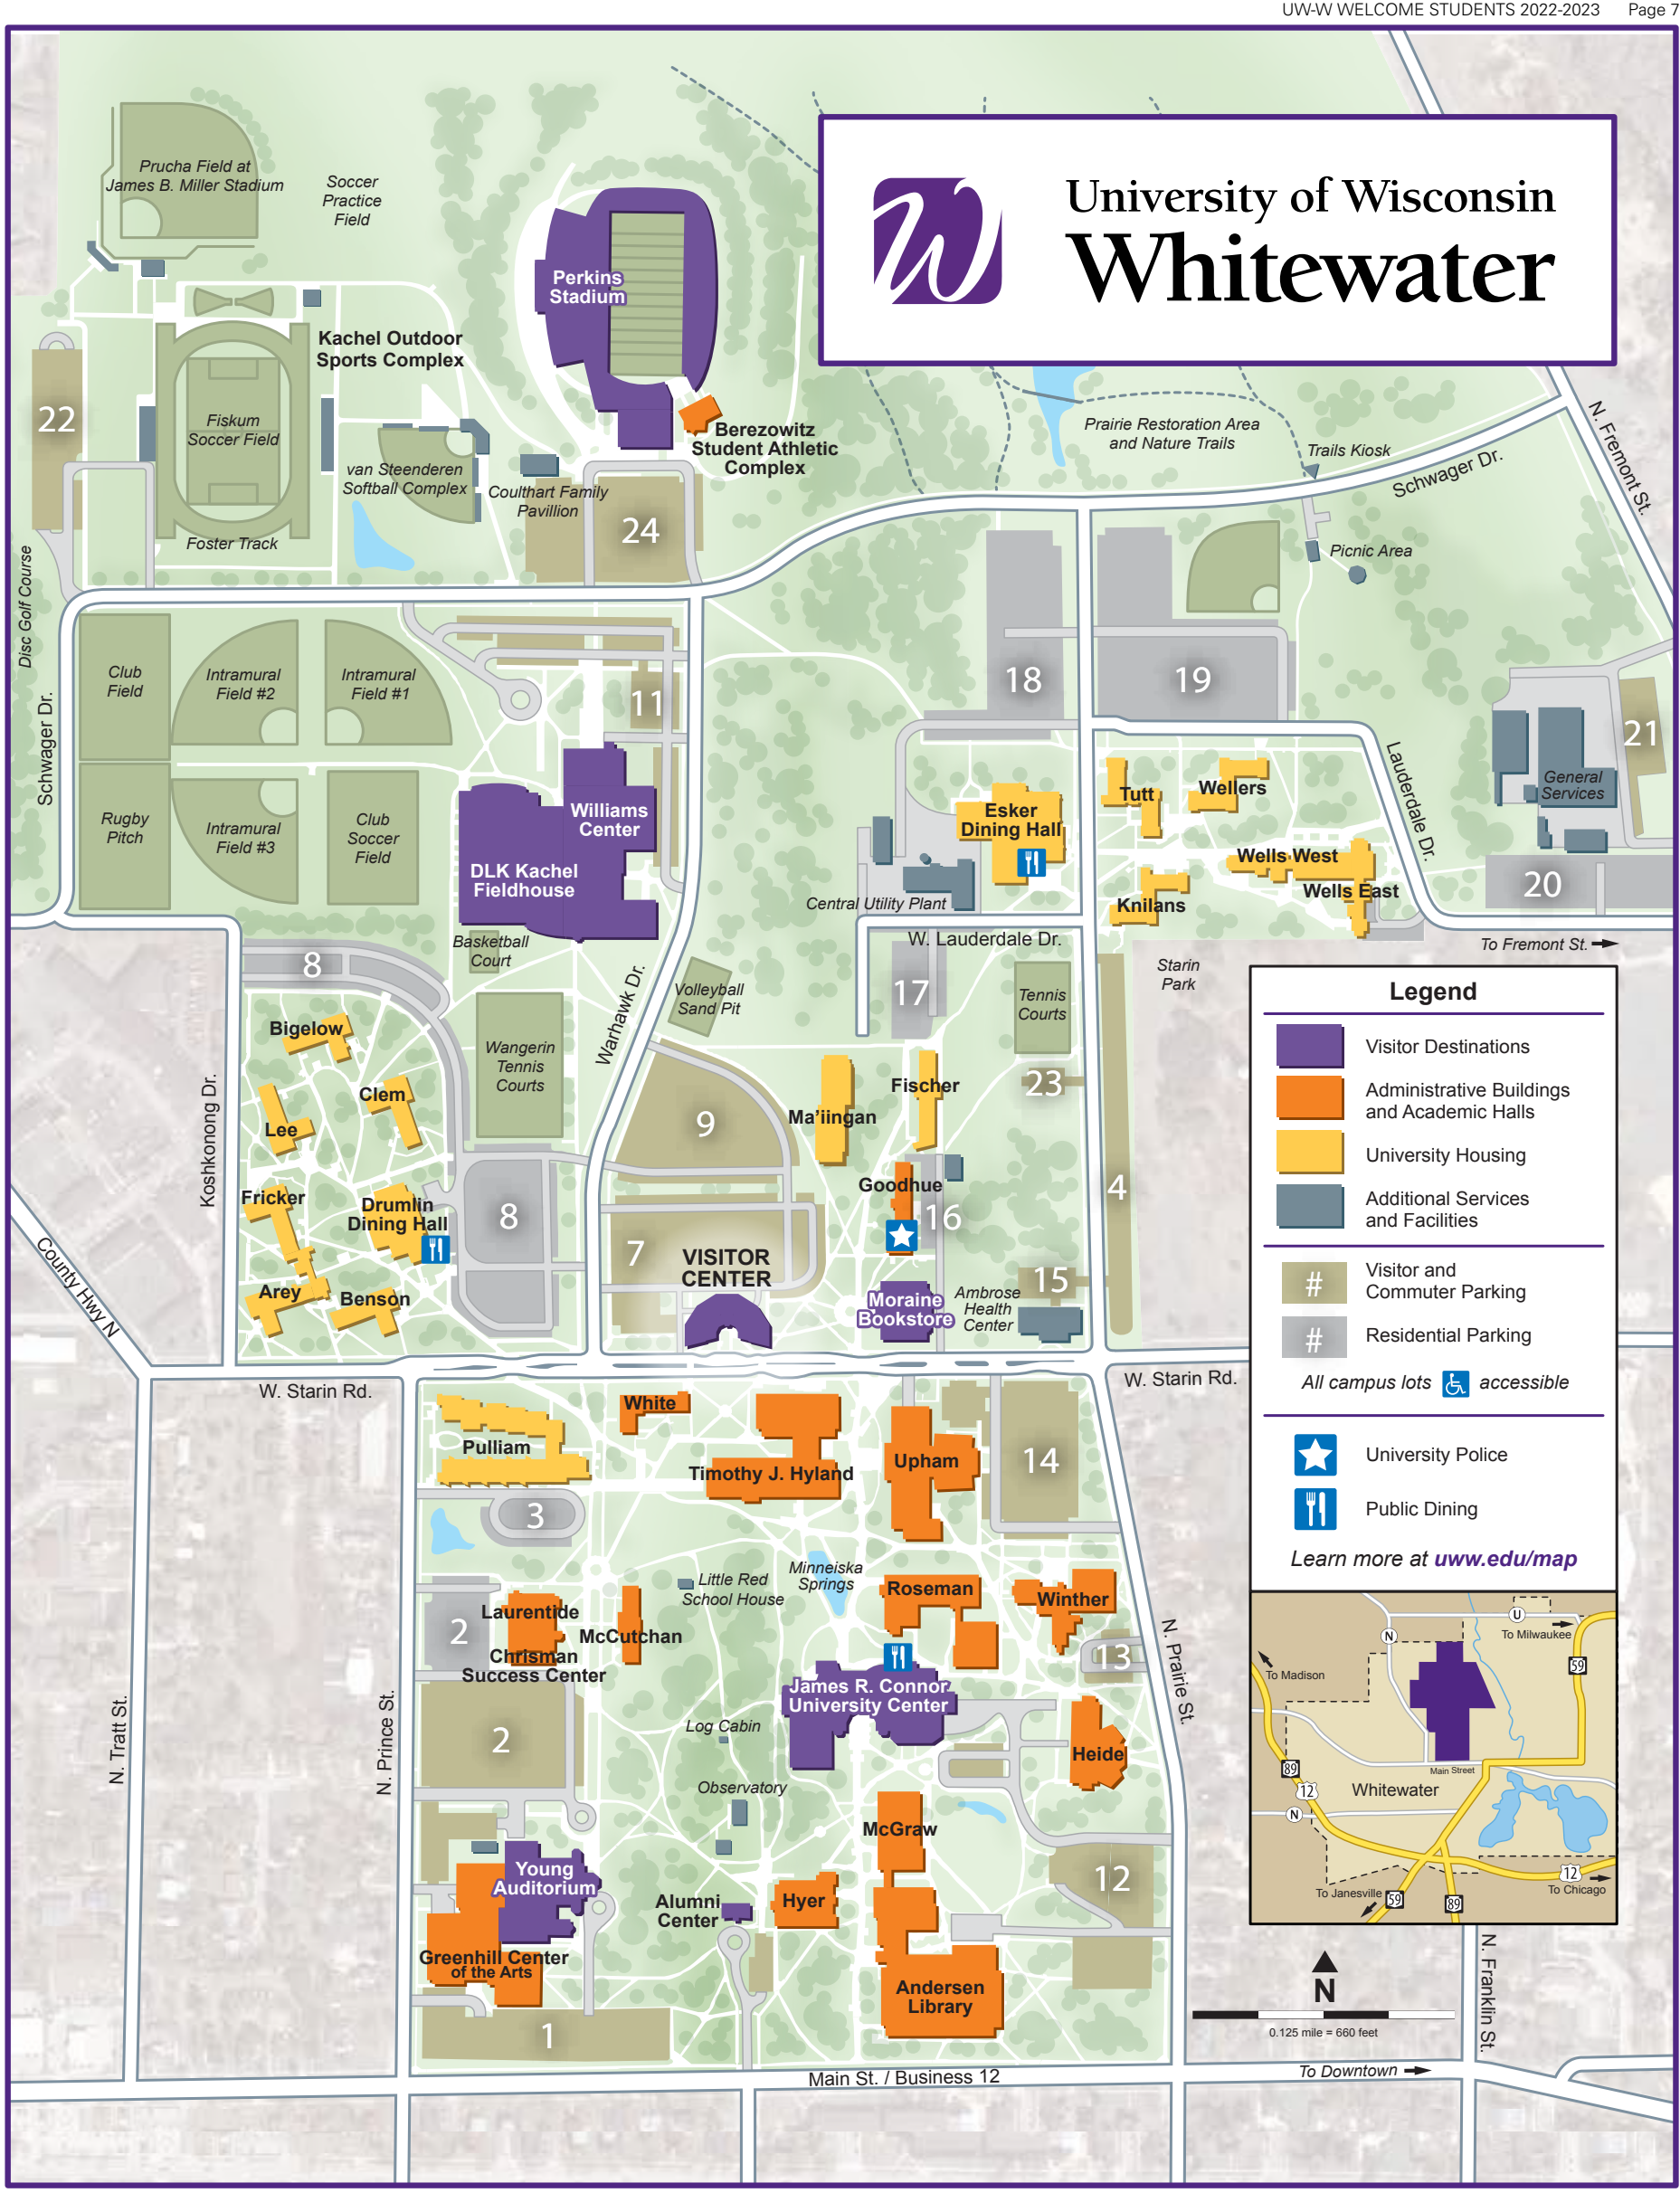 UW-W WELCOME STUDENTS 2022-2023 Page 7
University of Wisconsin
Whitewater
Prucha Field at
James B. Miller Stadium
Soccer
Practice
Field
Perkins
Stadium
Kachel Outdoor
Sports Complex
22
Fiskum
Soccer Field
van Steenderen
Softball Complex
Berezowitz
Student Athletic
Complex
Coulthart Family
Pavillion
24
Foster Track
Disc Golf Course
Prairie Restoration Area
and Nature Trails
Trails Kiosk
Schwager Dr.
N. Fremont St.
Picnic Area
Club
Field
Intramural
Field #2
Intramural
Field #1
11
18
19
21
Schwager Dr.
Rugby
Pitch
Intramural
Field #3
Club
Soccer
Field
Williams
Center
DLK Kachel
Fieldhouse
Esker
Dining Hall
Tutt
Wellers
Wells West
Wells East
Knilans
Lauderdale Dr.
General
Services
20
Central Utility Plant
W. Lauderdale Dr.
To Fremont St.
Basketball
Court
8
Volleyball
Sand Pit
Warhawk Dr.
17
Tennis
Courts
Starin
Park
Bigelow
Wangerin
Tennis
Courts
Clem
Lee
Koshkonong Dr.
9
Ma'iingan
Fischer
23
4
Fricker
Drumlin
Dining Hall
8
Goodhue
16
7
VISITOR
CENTER
Arey
Benson
Moraine
Bookstore
Ambrose
Health
Center
15
County Hwy N
W. Starin Rd.
W. Starin Rd.
Legend
Visitor Destinations
Administrative Buildings
and Academic Halls
University Housing
Additional Services
and Facilities
#
Visitor and
Commuter Parking
#
Residential Parking
All campus lots accessible
University Police
Public Dining
Learn more at uww.edu/map
White
Pulliam
Timothy J. Hyland
Upham
14
3
Minneiska
Springs
Little Red
School House
Roseman
Winther
2
Laurentide
McCutchan
Chrisman
Success Center
13
N. Prairie St.
James R. Connor
University Center
N. Tratt St.
N. Prince St.
2
Log Cabin
Heide
Observatory
McGraw
Young
Auditorium
Alumni
Center
Hyer
12
Greenhill Center
of the Arts
Andersen
Library
1
Main St. / Business 12
To Downtown
N. Franklin St.
N
0.125 mile = 660 feet
U
N
To Milwaukee
59
To Madison
89
12
Main Street
Whitewater
N
12
To Chicago
To Janesville
59
89